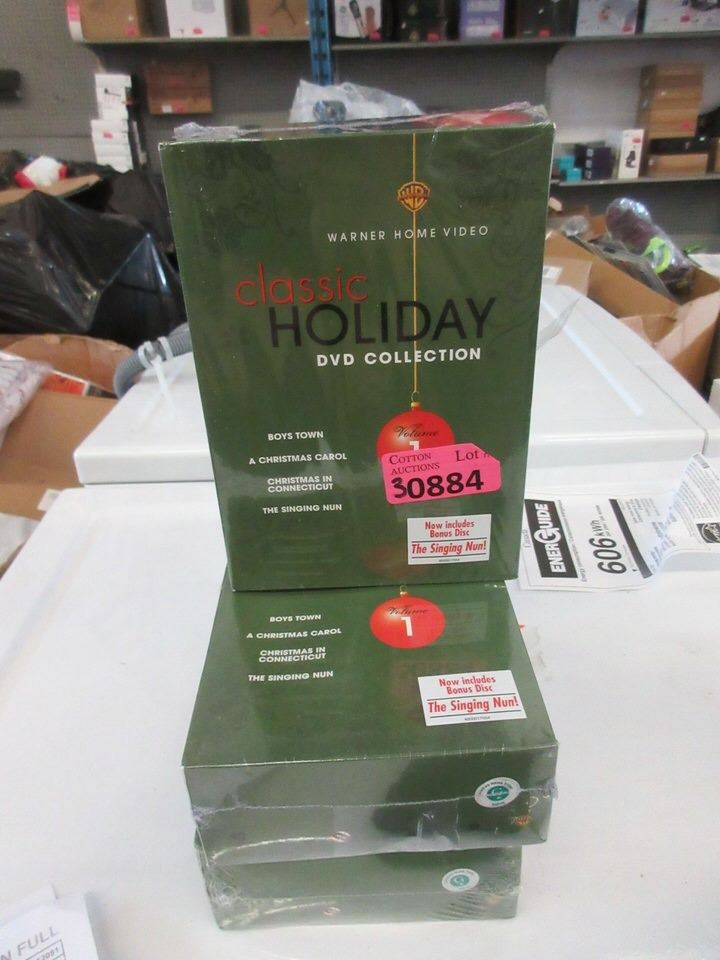 WB
WARNER HOME VIDEO
classic
HOLIDAY
DVD COLLECTION
BOYS TOWN
A CHRISTMAS CAROL
CHRISTMAS IN
CONNECTICUT
THE SINGING NUN
Volume
1
COTTON
AUCTIONS
Lot
30884
Now includes
Bonus Disc
The Singing Nun!
BOYS TOWN
A CHRISTMAS CAROL
CHRISTMAS IN
CONNECTICUT
THE SINGING NUN
Volume
1
Now includes
Bonus Disc
The Singing Nun!
Canada
ENERGUIDE
606 kWh
N FULL